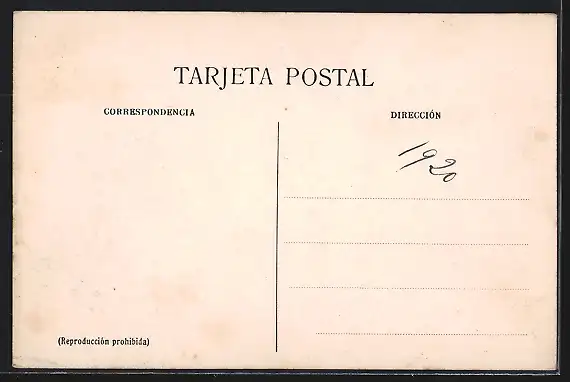 TARJETA POSTAL
CORRESPONDENCIA
DIRECCIÓN
1920
(Reproducción prohibida)